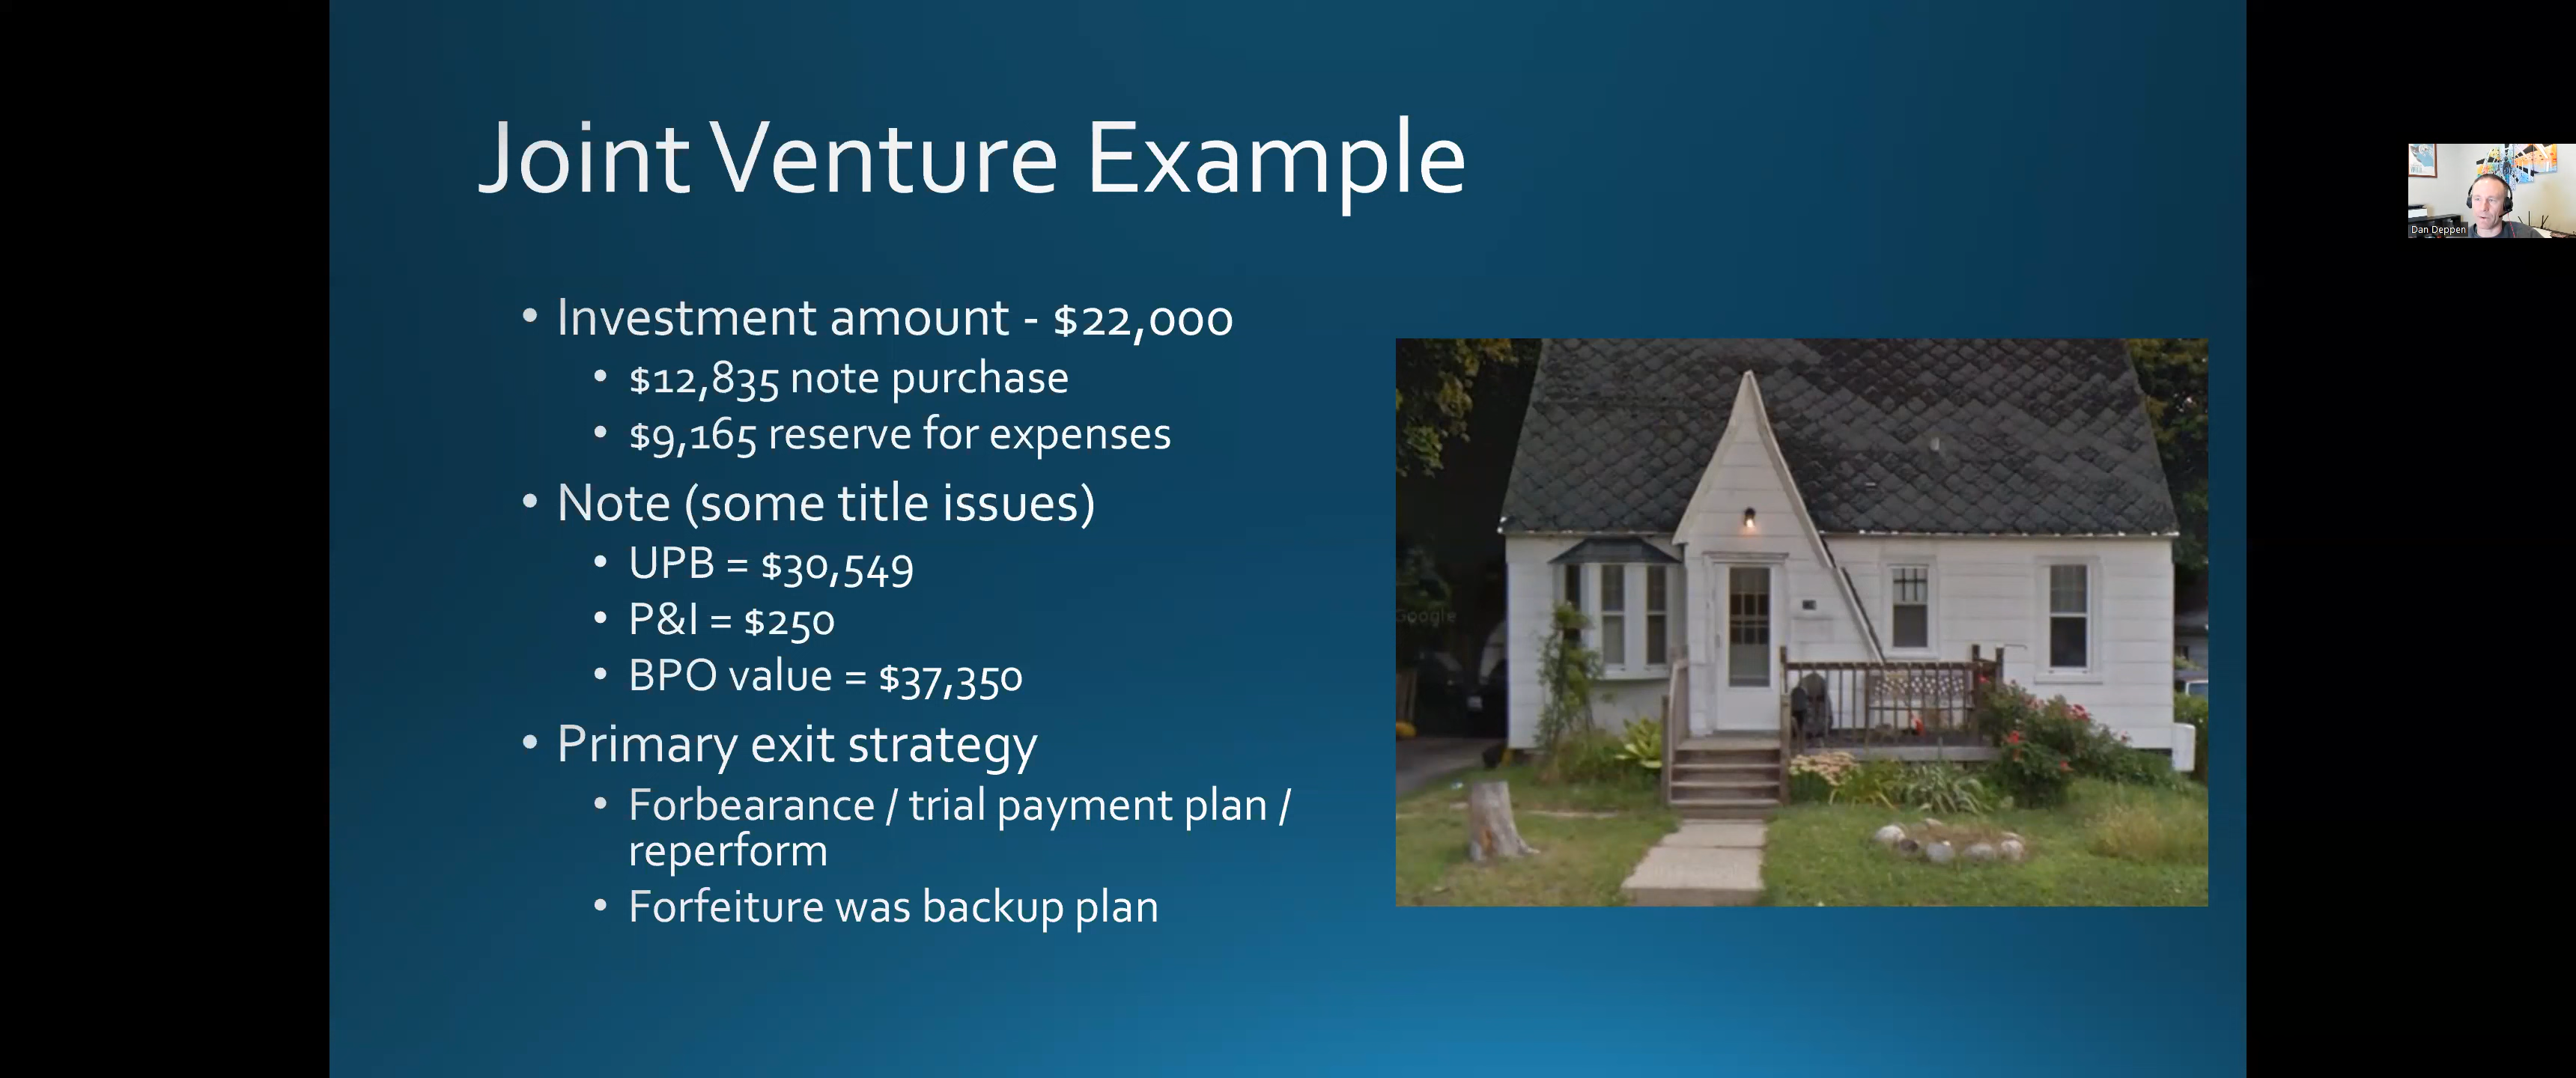 Joint Venture Example
• Investment amount - $22,000
• $12,835 note purchase
• $9,165 reserve for expenses
• Note (some title issues)
• UPB = $30,549
• P&I = $250
• BPO value = $37,350
• Primary exit strategy
• Forbearance / trial payment plan /
reperform
• Forfeiture was backup plan
Google
Dan Deppen